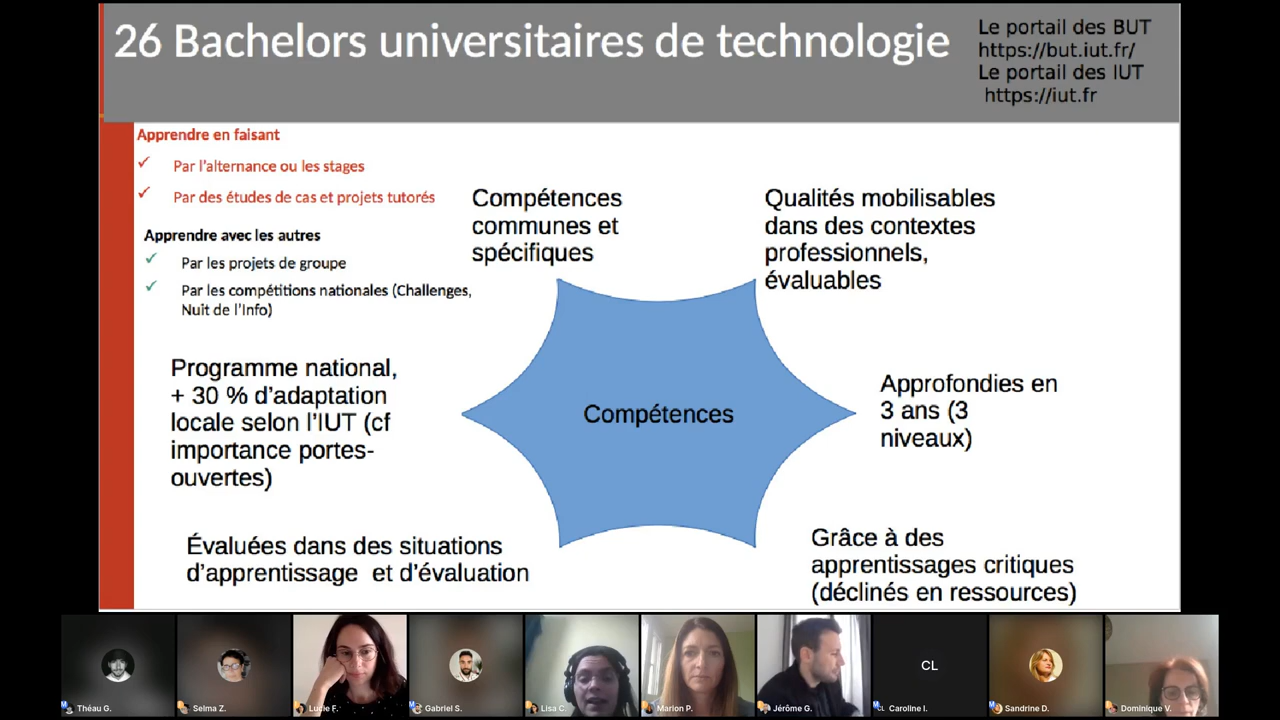 26 Bachelors universitaires de technologie
Le portail des BUT
https://but.iut.fr/
Le portail des IUT
https://iut.fr
Apprendre en faisant
Par l'alternance ou les stages
Par des études de cas et projets tutorés
Apprendre avec les autres
Par les projets de groupe
Par les compétitions nationales (Challenges,
Nuit de l'Info)
Compétences
communes et
spécifiques
Qualités mobilisables
dans des contextes
professionnels,
évaluables
Programme national,
+ 30 % d'adaptation
locale selon l'IUT (cf
importance portes-
ouvertes)
Compétences
Approfondies en
3 ans (3
niveaux)
Évaluées dans des situations
d'apprentissage et d'évaluation
Grâce à des
apprentissages critiques
(déclinés en ressources)
CL
Théau G.
Selma Z.
Lucie F.
Gabriel S.
Lisa C.
Marion P.
Jérôme G.
Caroline I.
Sandrine D.
Dominique V.